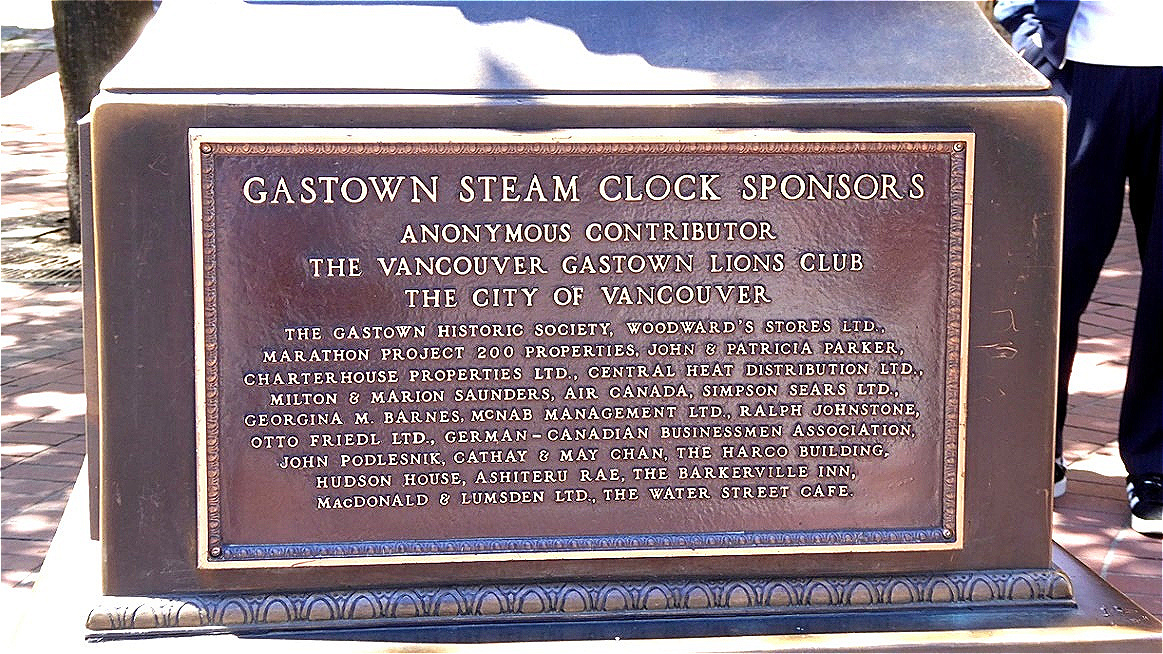 GASTOWN STEAM CLOCK SPONSORS
ANONYMOUS CONTRIBUTOR
THE VANCOUVER GASTOWN LIONS CLUB
THE CITY OF VANCOUVER
THE GASTOWN HISTORIC SOCIETY, WOODWARD'S STORES LTD.,
MARATHON PROJECT 200 PROPERTIES, JOHN & PATRICIA PARKER,
CHARTERHOUSE PROPERTIES LTD., CENTRAL HEAT DISTRIBUTION LTD.,
MILTON & MARION SAUNDERS, AIR CANADA, SIMPSON SEARS LTD.,
GEORGINA M. BARNES, McNAB MANAGEMENT LTD., RALPH JOHNSTONE,
OTTO FRIEDL LTD., GERMAN-CANADIAN BUSINESSMEN ASSOCIATION,
JOHN PODLESNIK, CATHAY & MAY CHAN, THE HARCO BUILDING,
HUDSON HOUSE, ASHITERU RAE, THE BARKERVILLE INN,
MACDONALD & LUMSDEN LTD., THE WATER STREET CAFE.